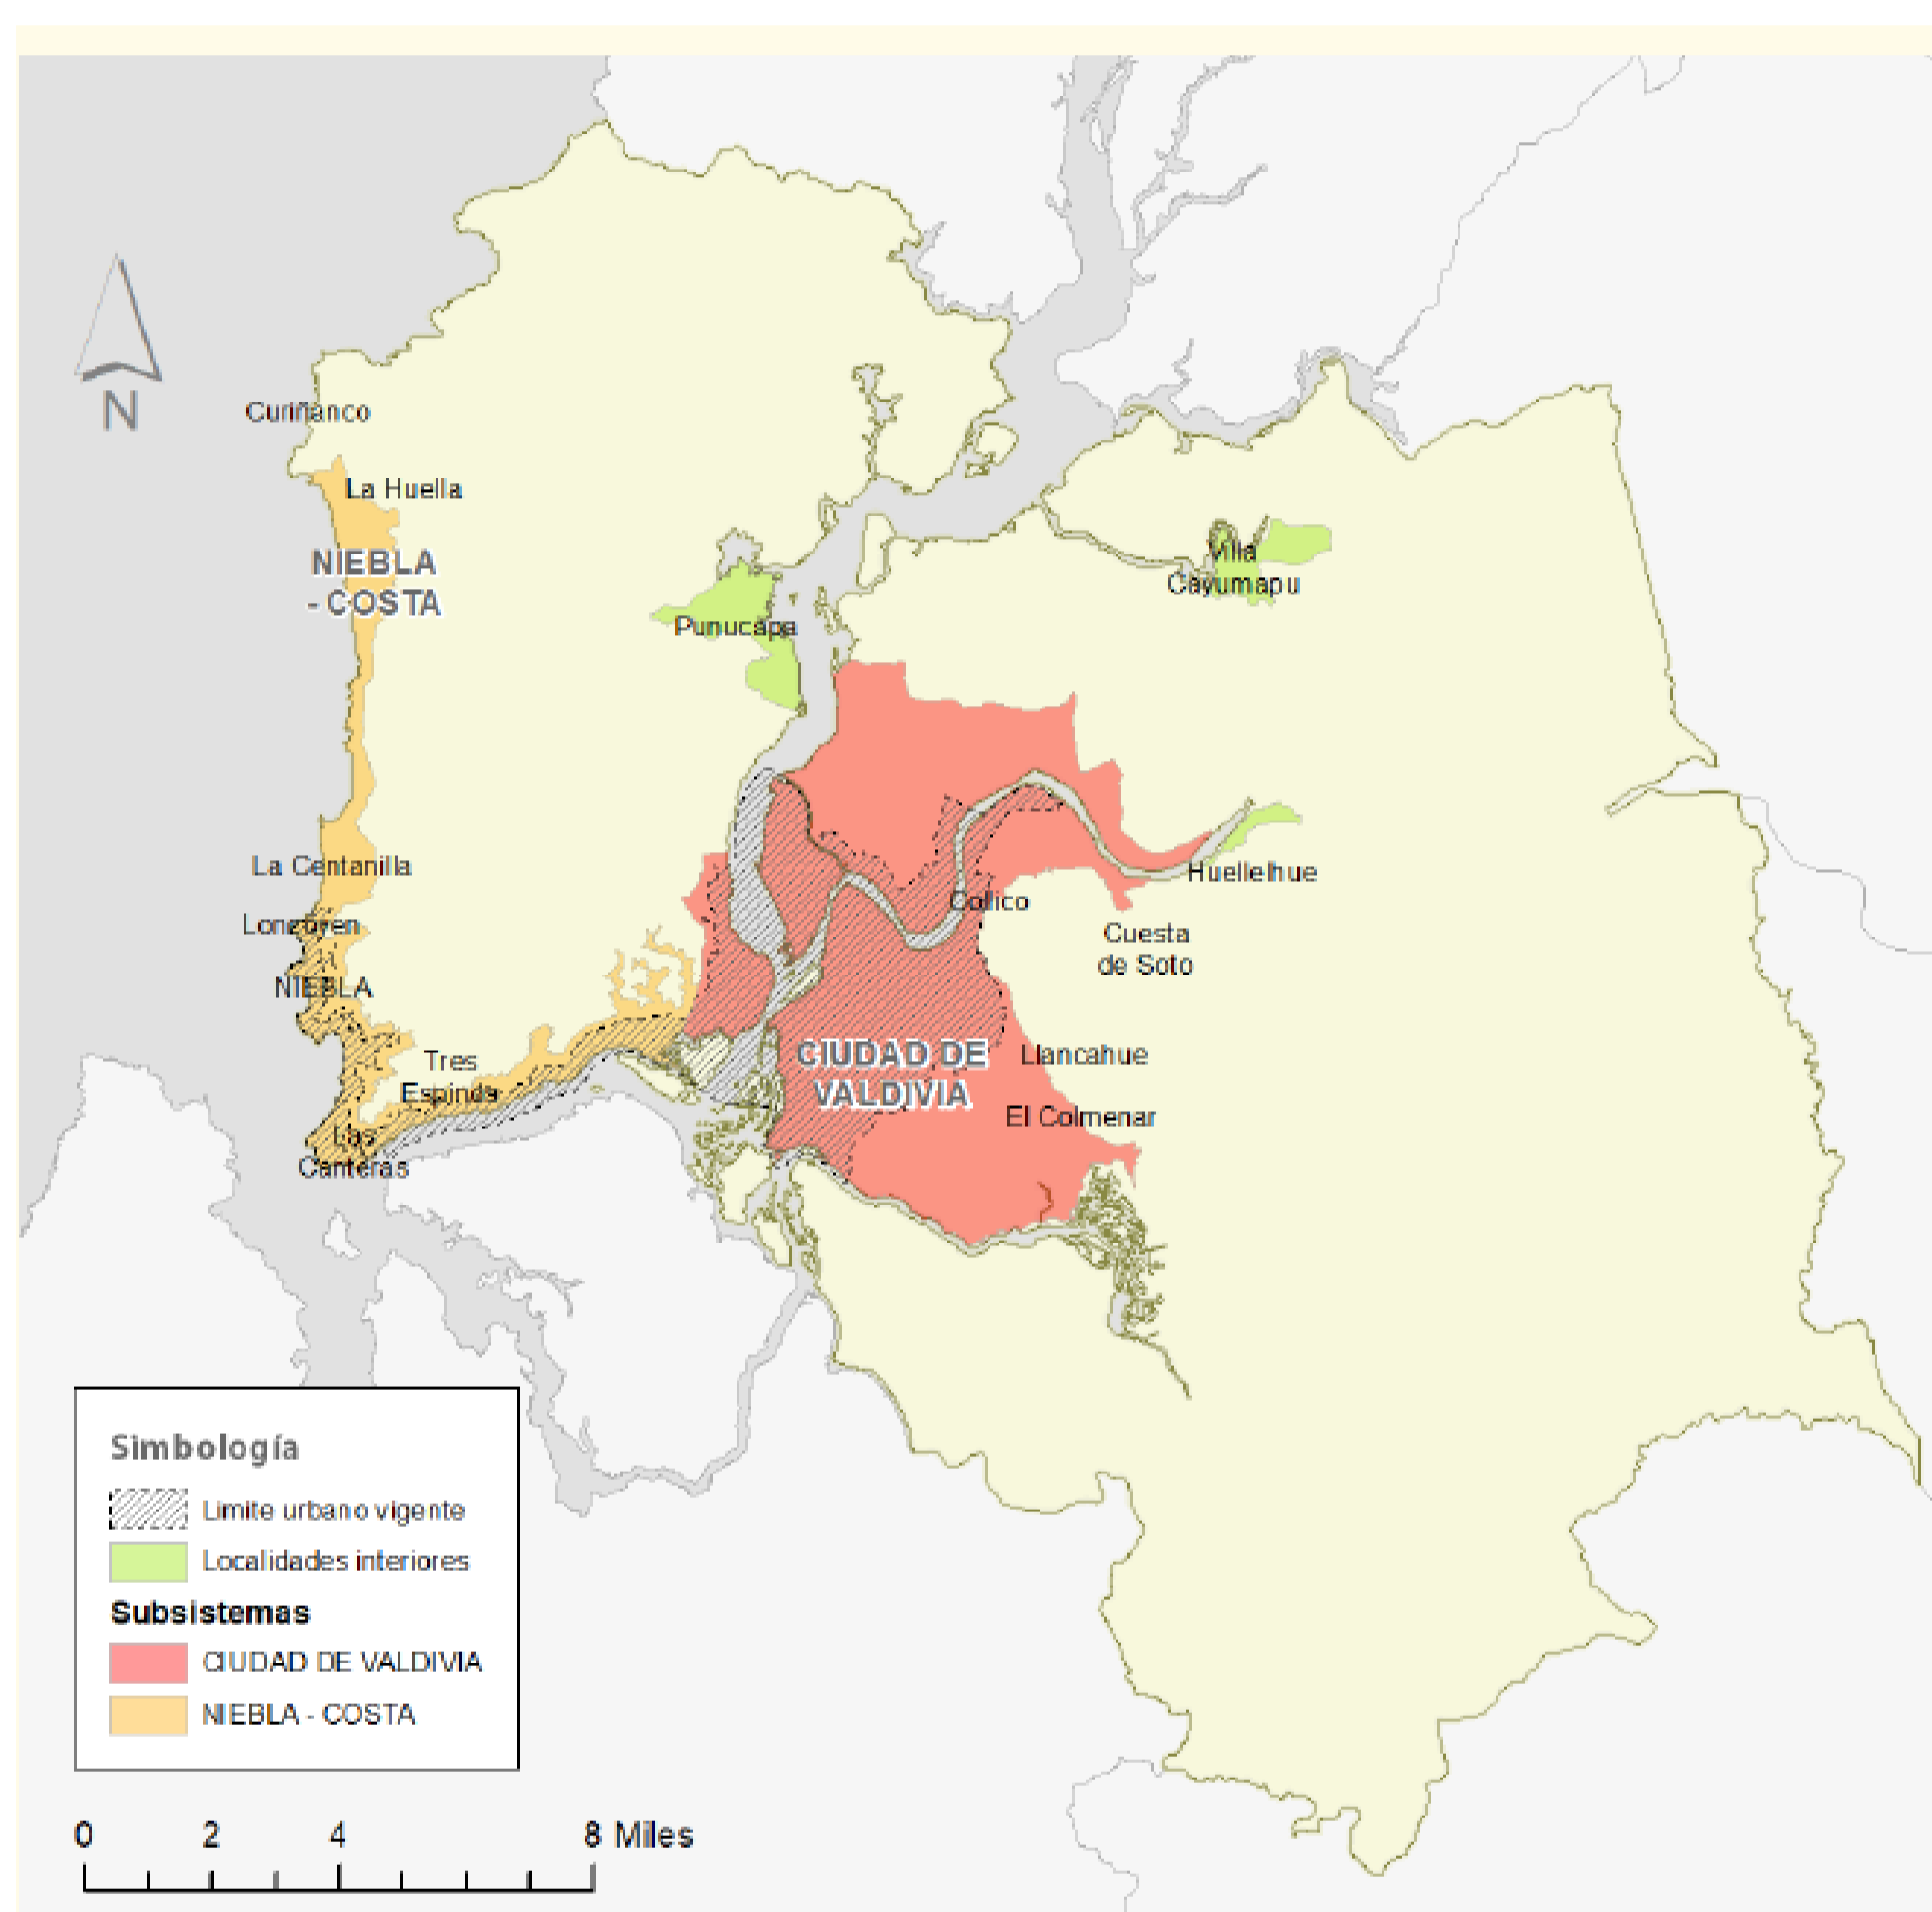 N
Curiñanco
La Huella
NIEBLA
- COSTA
Villa
Cayumapu
Punucapa
La Centanilla
Huellelhue
Collico
Loncoyen
Cuesta
de Soto
NIEBLA
CIUDAD DE
VALDIVIA
Llancahue
Tres
Espinos
El Colmenar
Las
Canteras
Simbología
Limite urbano vigente
Localidades interiores
Subsistemas
CIUDAD DE VALDIVIA
NIEBLA - COSTA
0 2 4 8 Miles